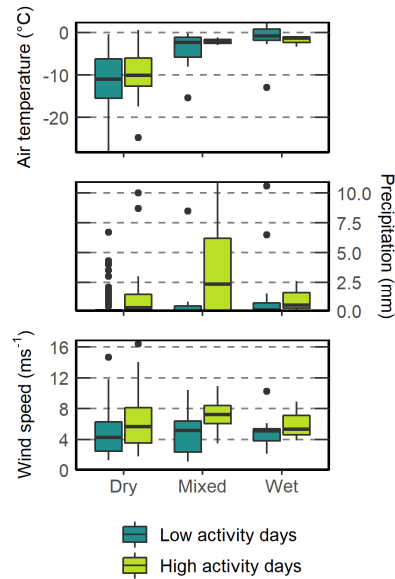 Air temperature (°C)
0
-10
-20
Precipitation (mm)
10.0
7.5
5.0
2.5
0.0
Wind speed (ms-1)
16
12
8
4
0
Dry Mixed Wet
Low activity days
High activity days